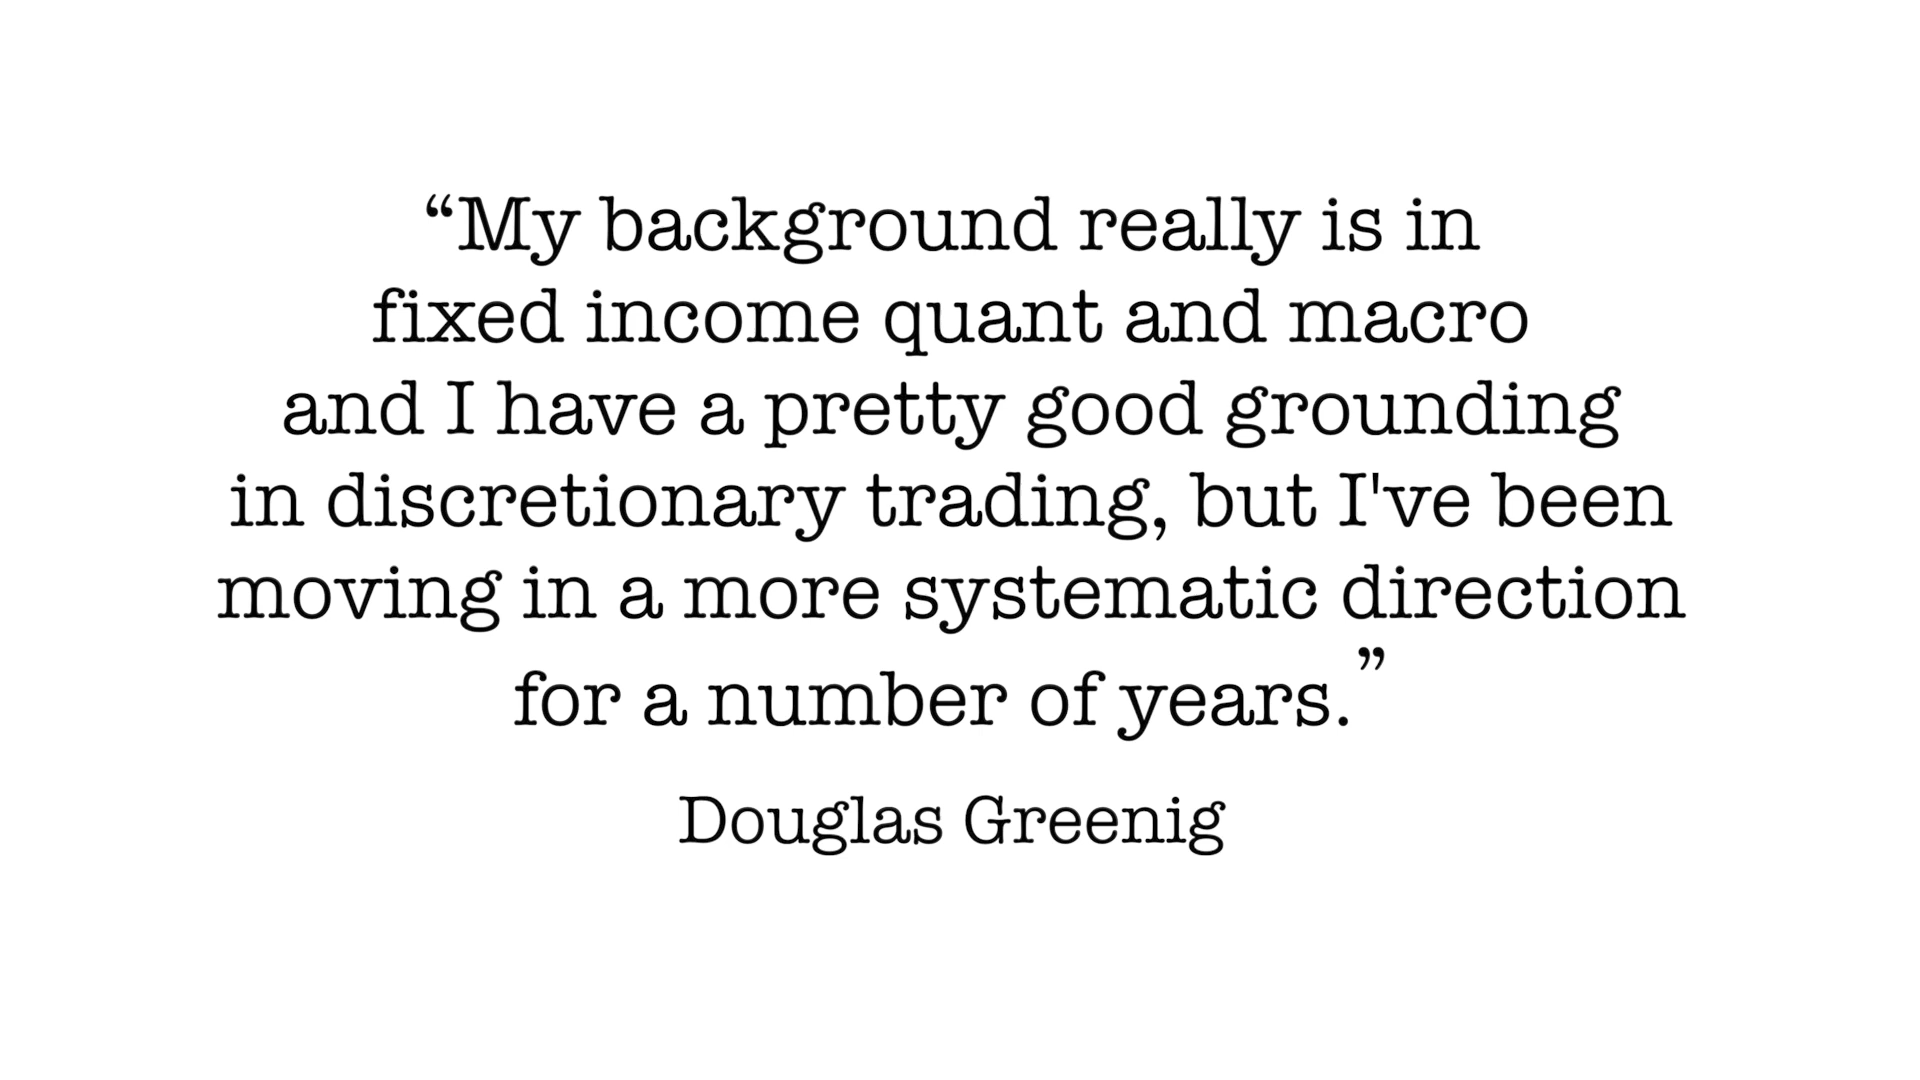 “My background really is in
fixed income quant and macro
and I have a pretty good grounding
in discretionary trading, but I've been
moving in a more systematic direction
for a number of years.”
Douglas Greenig